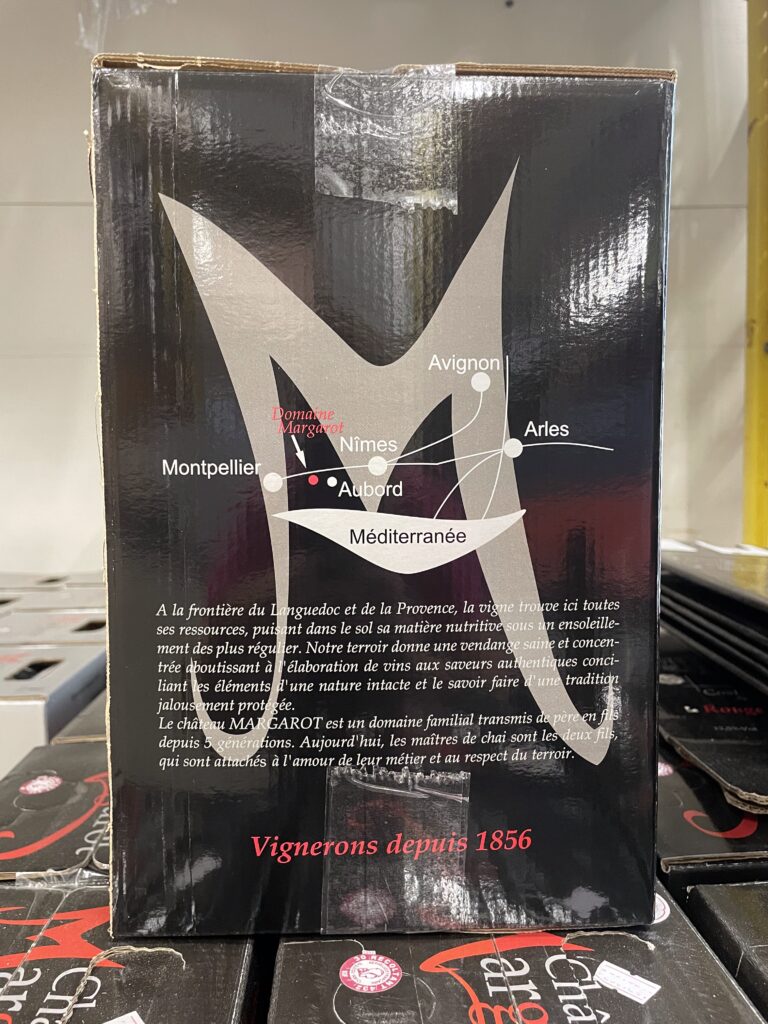 Avignon
Domaine
Margarot
Arles
Nîmes
Montpellier
Aubord
Méditerranée
A la frontière du Languedoc et de la Provence, la vigne trouve ici toutes
ses ressources, puisant dans le sol sa matière nutritive sous un ensoleille-
ment des plus régulier. Notre terroir donne une vendange saine et concen-
trée aboutissant à l'élaboration de vins aux saveurs authentiques conci-
liant les éléments d'une nature intacte et le savoir faire d'une tradition
jalousement protégée.
Le château MARGAROT est un domaine familial transmis de père en fils
depuis 5 générations. Aujourd'hui, les maîtres de chai sont les deux fils,
qui sont attachés à l'amour de leur métier et au respect du terroir.
Vignerons depuis 1856
Rouge
Châ
arg